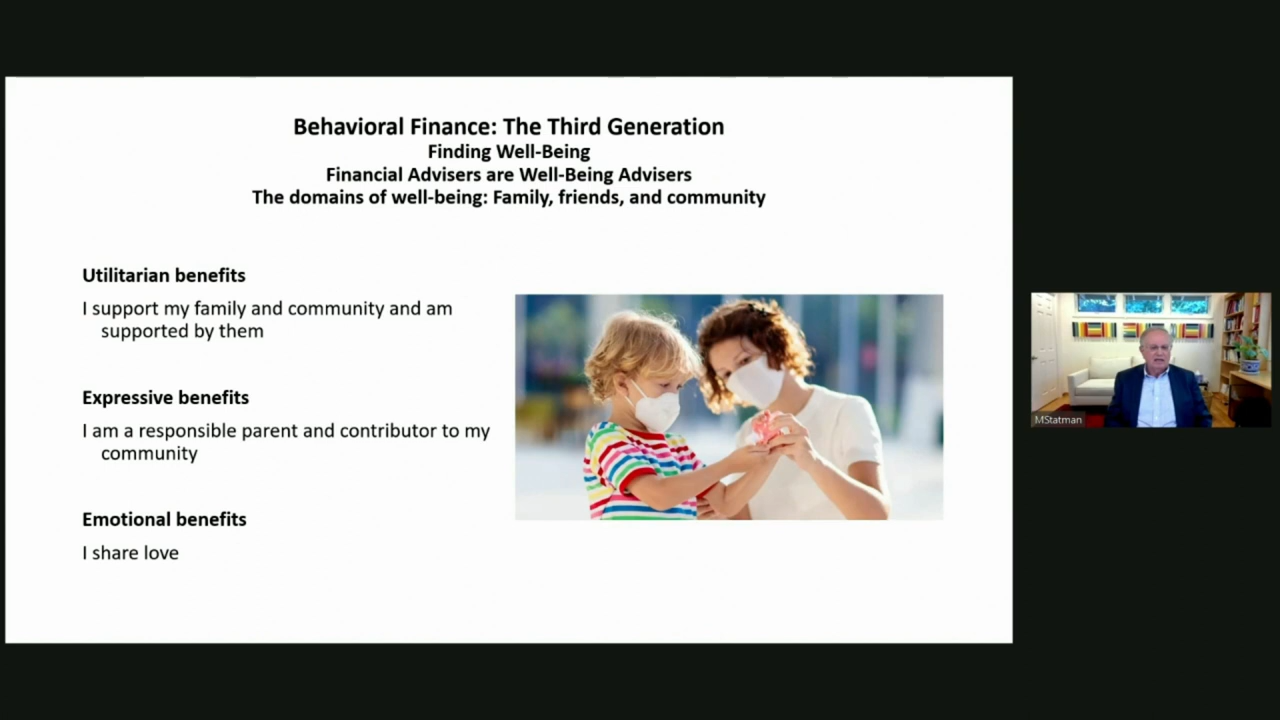 Behavioral Finance: The Third Generation
Finding Well-Being
Financial Advisers are Well-Being Advisers
The domains of well-being: Family, friends, and community
Utilitarian benefits
I support my family and community and am
supported by them
Expressive benefits
I am a responsible parent and contributor to my
community
Emotional benefits
I share love
MStatman